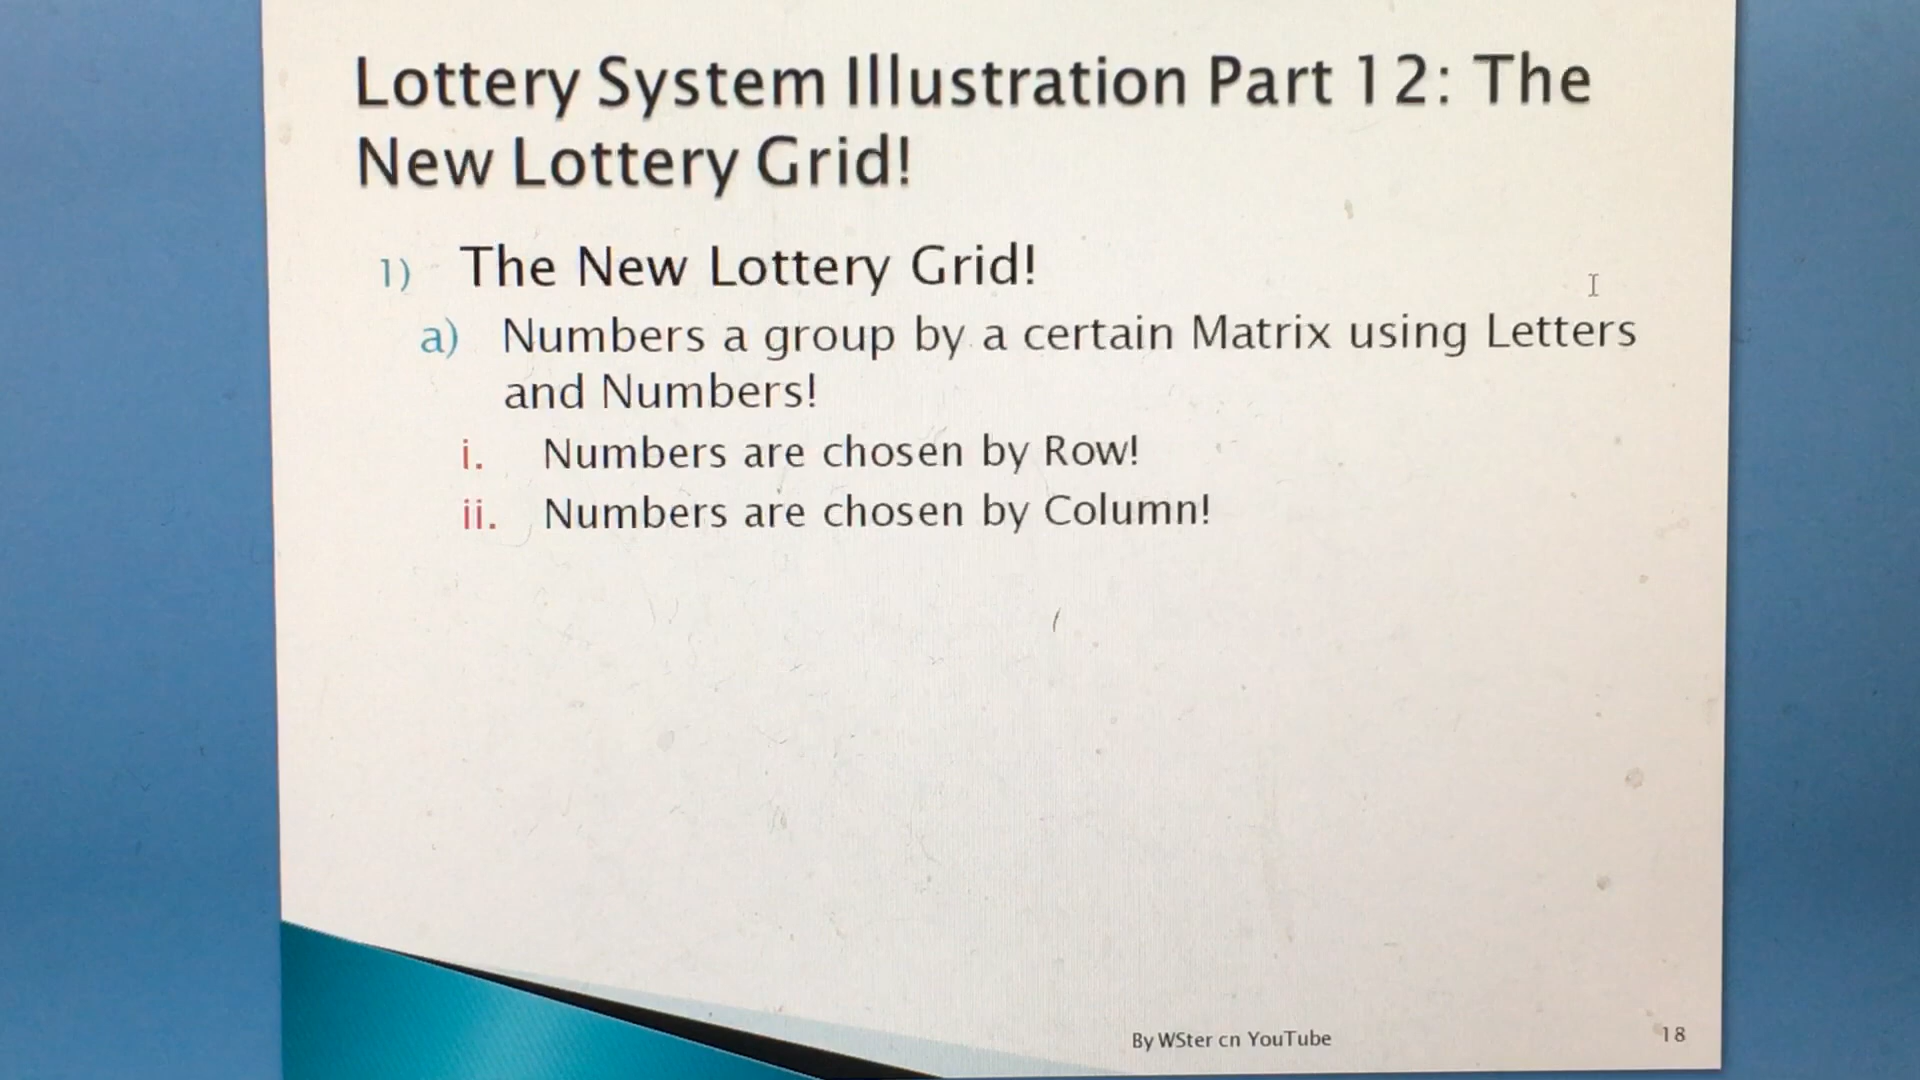 Lottery System Illustration Part 12: The
New Lottery Grid!
1) The New Lottery Grid!
a) Numbers a group by a certain Matrix using Letters
and Numbers!
i. Numbers are chosen by Row!
ii. Numbers are chosen by Column!
By WSter cn YouTube
18